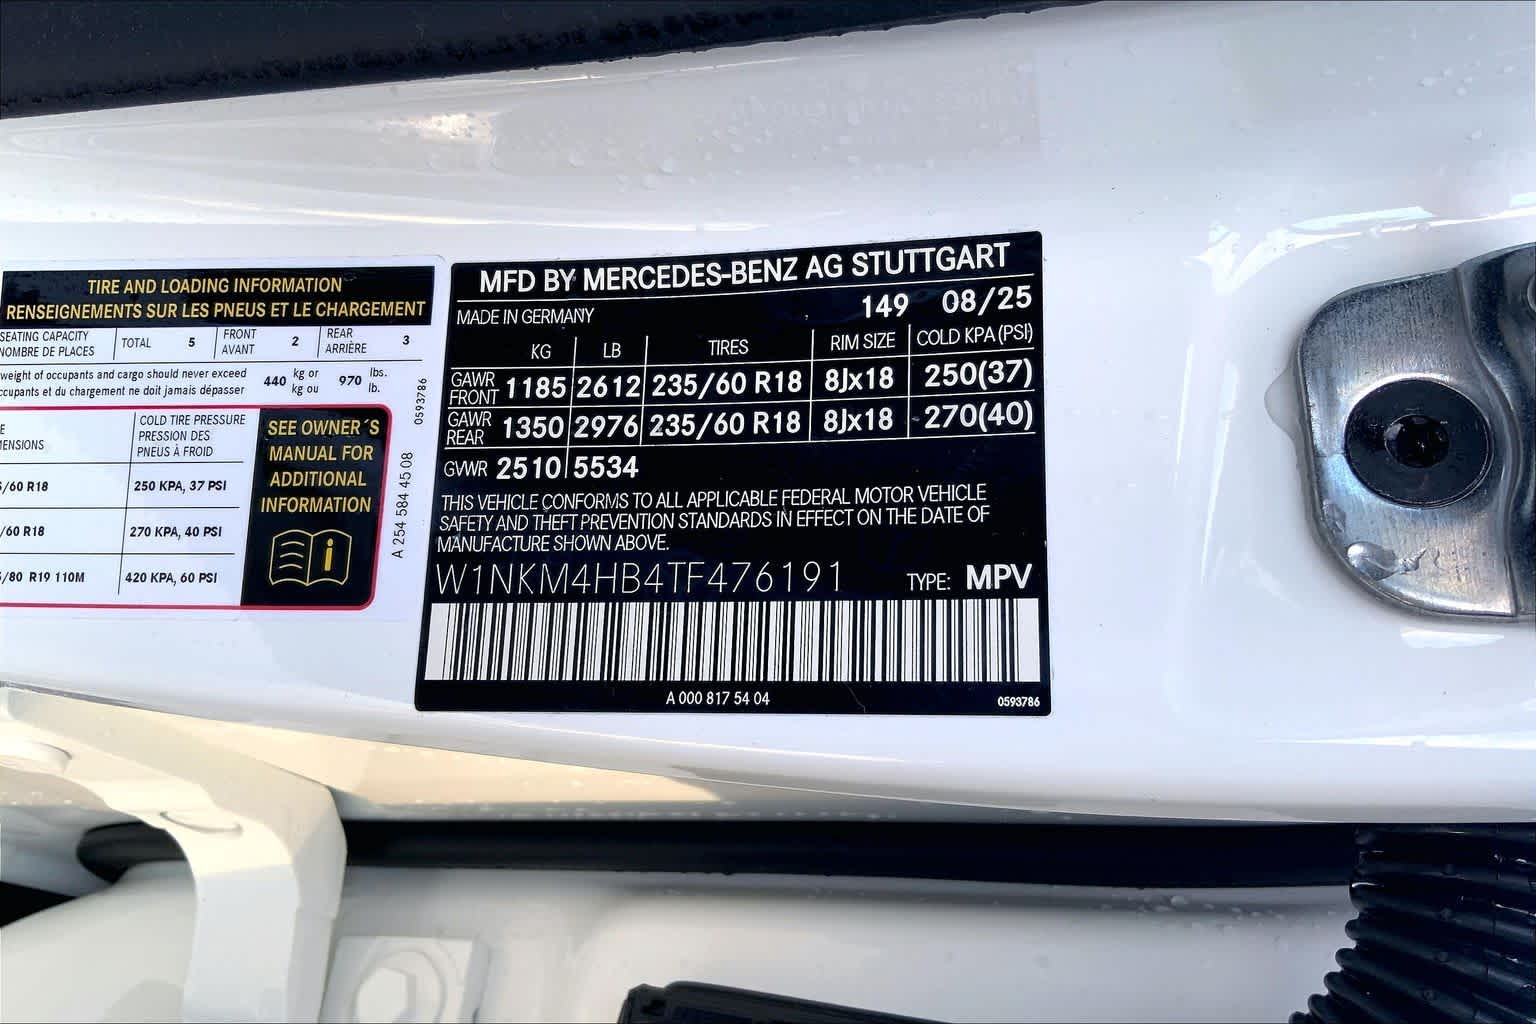 TIRE AND LOADING INFORMATION
RENSEIGNEMENTS SUR LES PNEUS ET LE CHARGEMENT
SEATING CAPACITY
NOMBRE DE PLACES
TOTAL 5
FRONT
AVANT 2
REAR
ARRIÈRE 3
weight of occupants and cargo should never exceed
cupants et du chargement ne doit jamais dépasser
440 kg or
kg ou
970 lbs.
lb.
0593786
COLD TIRE PRESSURE
PRESSION DES
PNEUS À FROID
/60 R18 250 KPA, 37 PSI
/60 R18 270 KPA, 40 PSI
/80 R19 110M 420 KPA, 60 PSI
SEE OWNER´S
MANUAL FOR
ADDITIONAL
INFORMATION
i
A 254 584 45 08
MFD BY MERCEDES-BENZ AG STUTTGART
MADE IN GERMANY 149 08/25
KG LB TIRES RIM SIZE COLD KPA(PSI)
GAWR
FRONT 1185 2612 235/60 R18 8Jx18 250(37)
GAWR
REAR 1350 2976 235/60 R18 8Jx18 270(40)
GVWR 2510 5534
THIS VEHICLE CONFORMS TO ALL APPLICABLE FEDERAL MOTOR VEHICLE
SAFETY AND THEFT PREVENTION STANDARDS IN EFFECT ON THE DATE OF
MANUFACTURE SHOWN ABOVE.
W1NKM4HB4TF476191 TYPE: MPV
A 000 817 54 04 0593786